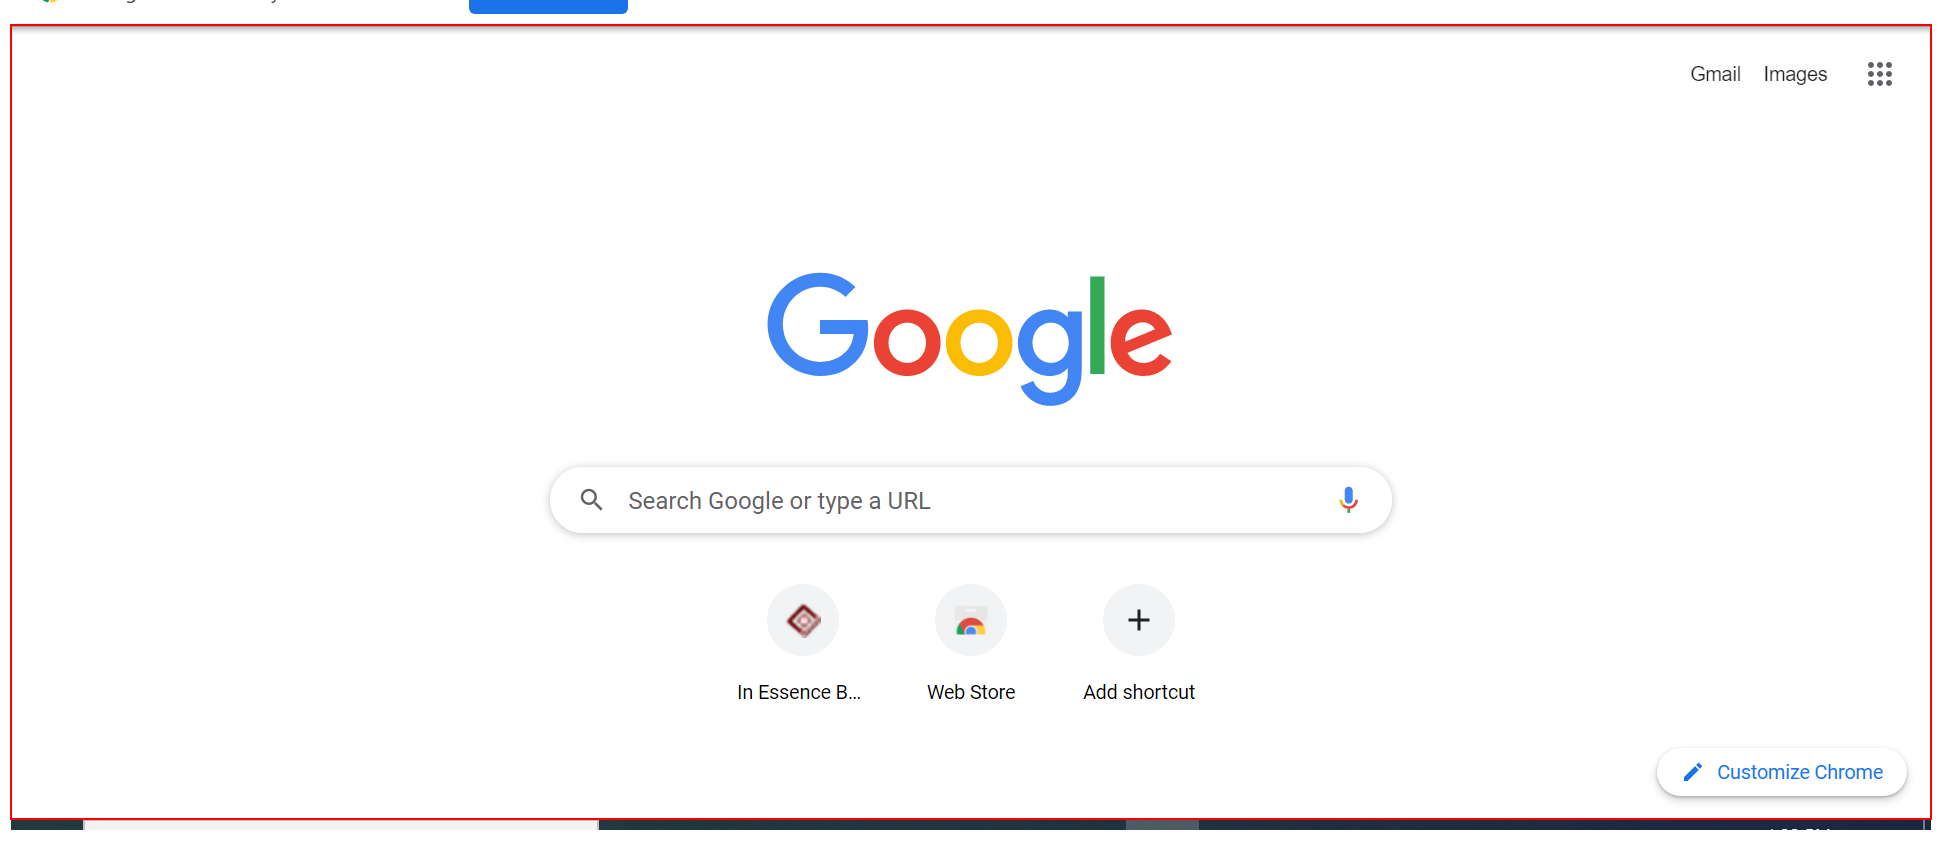 Gmail Images
Google
Search Google or type a URL
In Essence B... Web Store Add shortcut
Customize Chrome